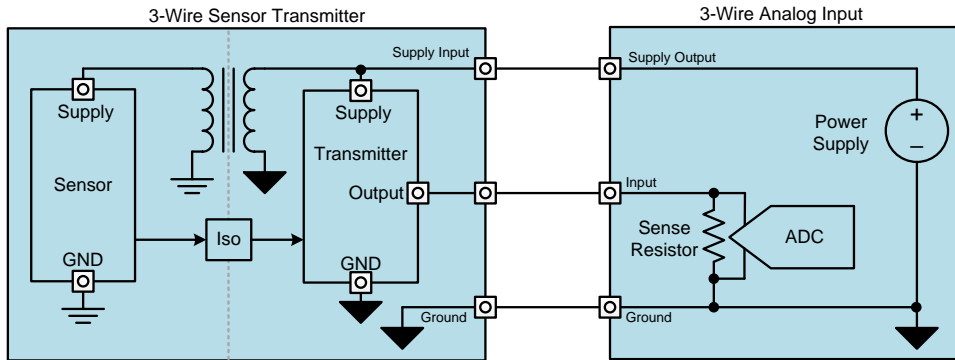 3-Wire Sensor Transmitter
3-Wire Analog Input
Supply Input
Supply Output
Supply
Supply
+
Power
Supply
–
Transmitter
Sensor
Output
Input
Iso
Sense
Resistor
ADC
GND
GND
Ground
Ground